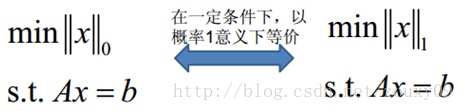 min||x||₀
s.t. Ax = b
在一定条件下，以
概率1意义下等价
min||x||₁
s.t. Ax = b